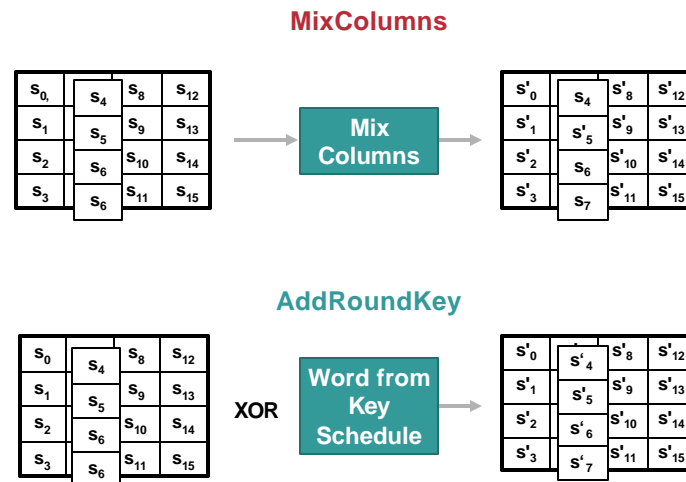 MixColumns
s0, s4 s8 s12
s1 s5 s9 s13
s2 s6 s10 s14
s3 s6 s11 s15
Mix
Columns
s'0 s4 s'8 s'12
s'1 s'5 s'9 s'13
s'2 s6 s'10 s'14
s'3 s7 s'11 s'15
AddRoundKey
s0 s4 s8 s12
s1 s5 s9 s13
s2 s6 s10 s14
s3 s6 s11 s15
XOR
Word from
Key
Schedule
s'0 s‘4 s'8 s'12
s'1 s'5 s'9 s'13
s'2 s‘6 s'10 s'14
s'3 s‘7 s'11 s'15